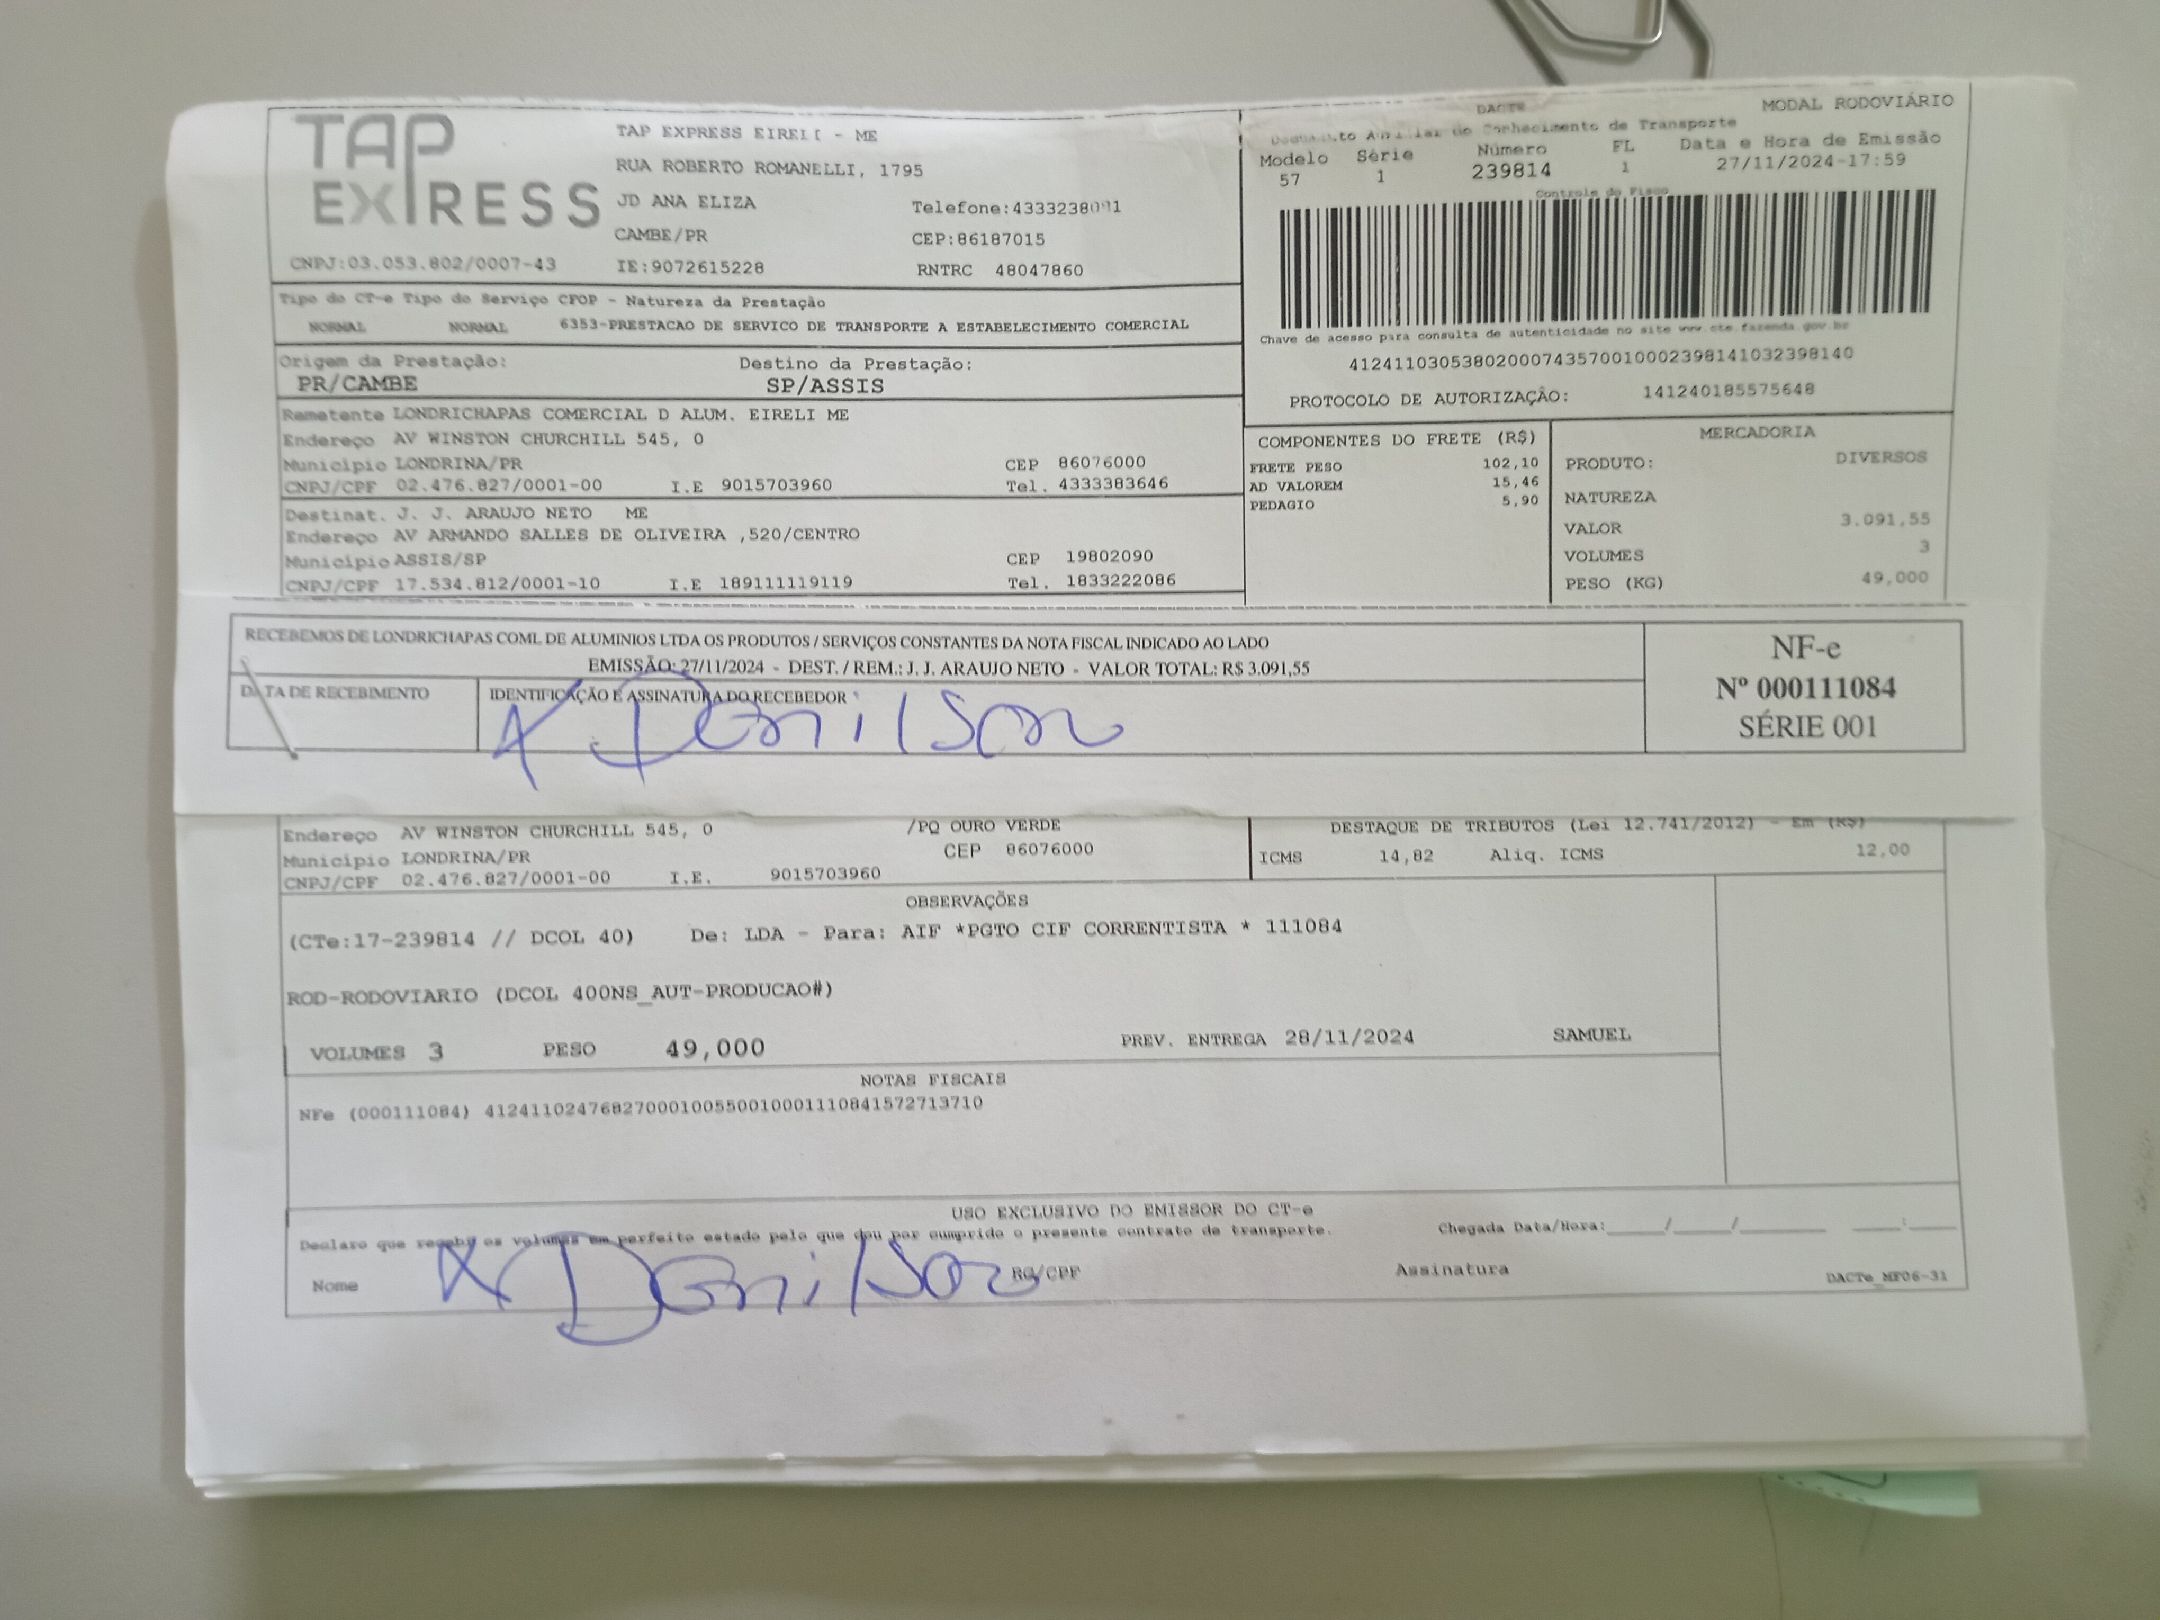 TAP EXPRESS
TAP EXPRESS EIRELI - ME
RUA ROBERTO ROMANELLI, 1795
JD ANA ELIZA
Telefone:4333238091
CAMBE/PR
CEP:86187015
CNPJ:03.053.802/0007-43
IE:9072615228
RNTRC 48047860
DACTE
MODAL RODOVIÁRIO
de Conhecimento de Transporte
Modelo Série Número FL Data e Hora de Emissão
57 1 239814 1 27/11/2024-17:59
Controle do Fisco
Chave de acesso para consulta de autenticidade no site www.cte.fazenda.gov.br
41241103053802000743570010002398141032398140
PROTOCOLO DE AUTORIZAÇÃO: 141240185575648
Tipo do CT-e Tipo do Serviço CFOP - Natureza da Prestação
NORMAL NORMAL 6353-PRESTACAO DE SERVICO DE TRANSPORTE A ESTABELECIMENTO COMERCIAL
Origem da Prestação: Destino da Prestação:
PR/CAMBE SP/ASSIS
Remetente LONDRICHAPAS COMERCIAL D ALUM. EIRELI ME
Endereço AV WINSTON CHURCHILL 545, 0
Município LONDRINA/PR CEP 86076000
CNPJ/CPF 02.476.827/0001-00 I.E 9015703960 Tel. 4333383646
Destinat. J. J. ARAUJO NETO ME
Endereço AV ARMANDO SALLES DE OLIVEIRA ,520/CENTRO
Município ASSIS/SP CEP 19802090
CNPJ/CPF 17.534.812/0001-10 I.E 189111119119 Tel. 1833222086
COMPONENTES DO FRETE (R$)
FRETE PESO 102,10
AD VALOREM 15,46
PEDAGIO 5,90
MERCADORIA
PRODUTO: DIVERSOS
NATUREZA
VALOR 3.091,55
VOLUMES 3
PESO (KG) 49,000
RECEBEMOS DE LONDRICHAPAS COML DE ALUMINIOS LTDA OS PRODUTOS / SERVIÇOS CONSTANTES DA NOTA FISCAL INDICADO AO LADO
EMISSÃO: 27/11/2024 - DEST. / REM.: J. J. ARAUJO NETO - VALOR TOTAL: R$ 3.091,55
DATA DE RECEBIMENTO
IDENTIFICAÇÃO E ASSINATURA DO RECEBEDOR
X Denilson
NF-e
Nº 000111084
SÉRIE 001
Endereço AV WINSTON CHURCHILL 545, 0 /PQ OURO VERDE
Município LONDRINA/PR CEP 86076000
CNPJ/CPF 02.476.827/0001-00 I.E. 9015703960
DESTAQUE DE TRIBUTOS (Lei 12.741/2012) - Em (R$)
ICMS 14,82 Aliq. ICMS 12,00
OBSERVAÇÕES
(CTe:17-239814 // DCOL 40) De: LDA - Para: AIF *PGTO CIF CORRENTISTA * 111084
ROD-RODOVIARIO (DCOL 400NS_AUT-PRODUCAO#)
VOLUMES 3 PESO 49,000 PREV. ENTREGA 28/11/2024 SAMUEL
NOTAS FISCAIS
NFe (000111084) 41241102476827000100550010001110841572713710
USO EXCLUSIVO DO EMISSOR DO CT-e
Declaro que recebi os volumes em perfeito estado pelo que dou por cumprido o presente contrato de transporte.
Chegada Data/Hora:_____/_____/________ ____:____
Nome X Denilson RG/CPF Assinatura DACTe_MF06-31